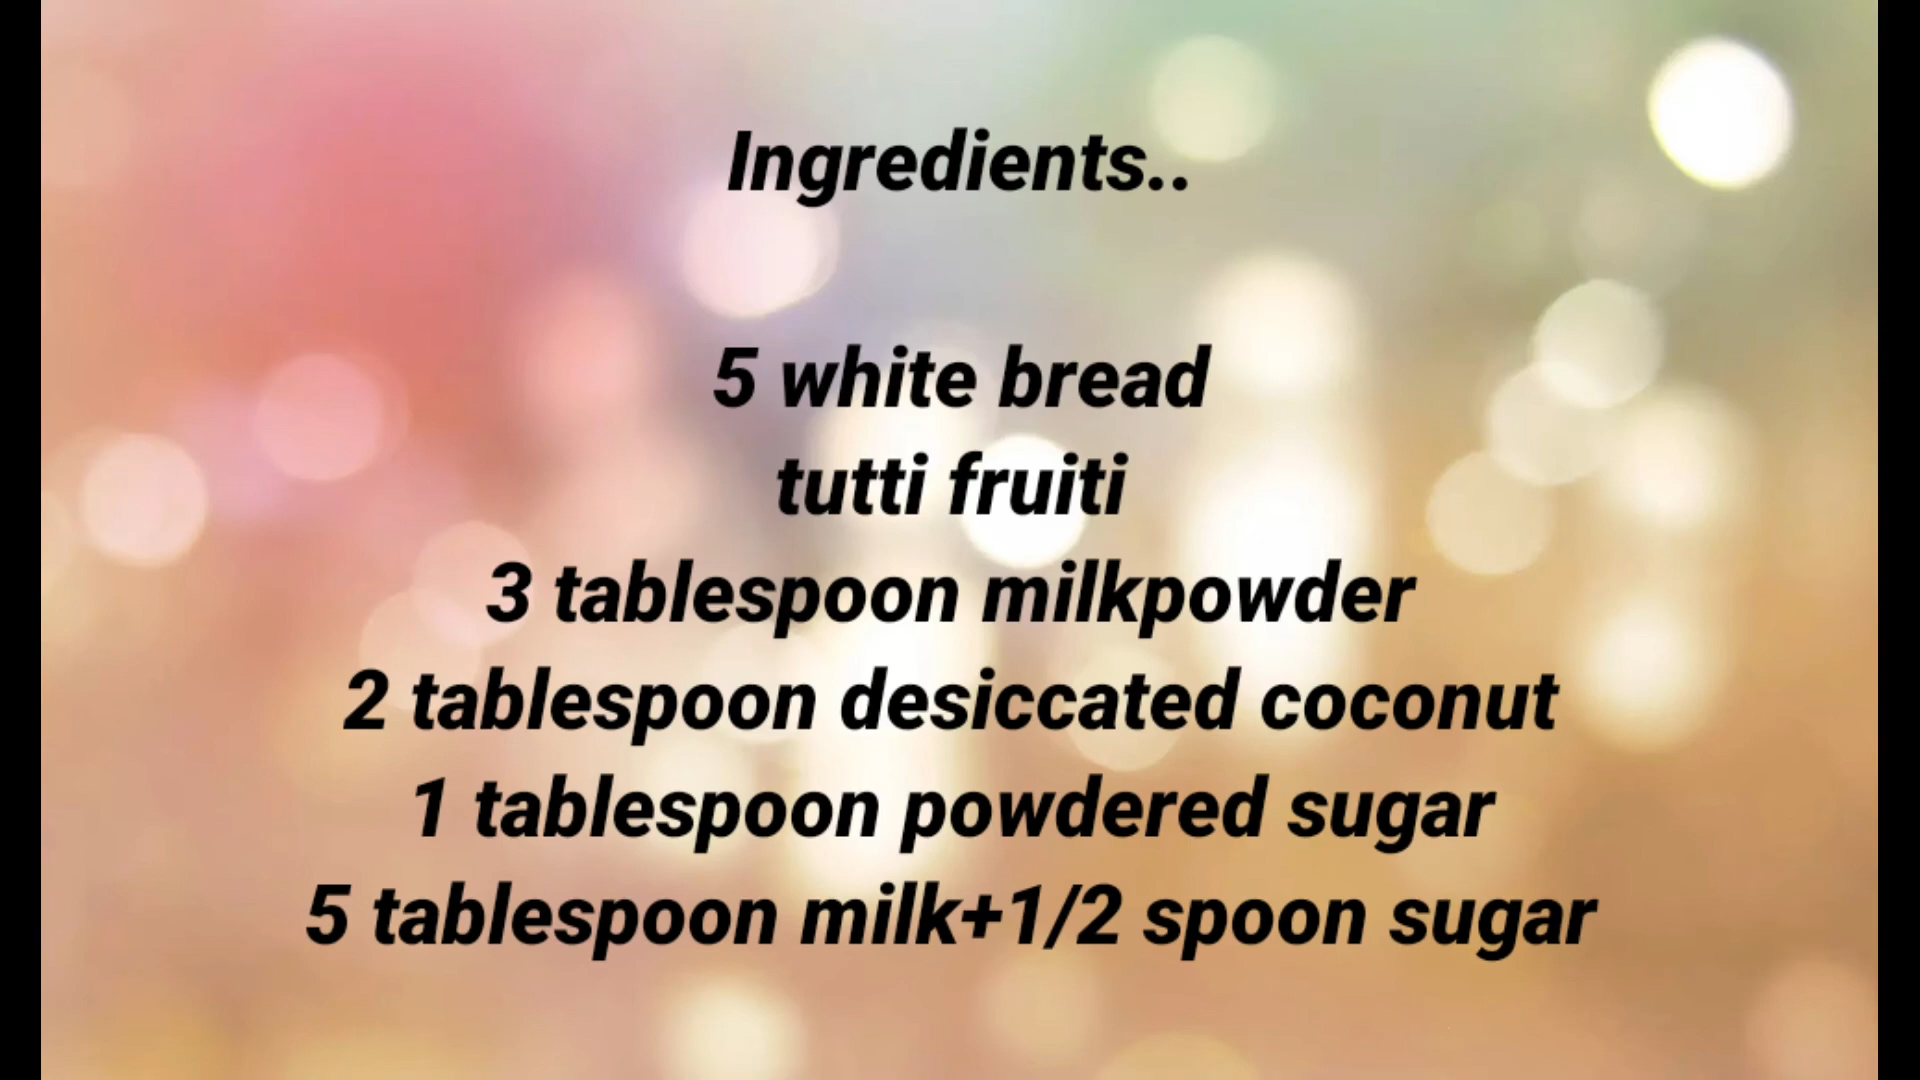 Ingredients..
5 white bread
tutti fruiti
3 tablespoon milkpowder
2 tablespoon desiccated coconut
1 tablespoon powdered sugar
5 tablespoon milk+1/2 spoon sugar